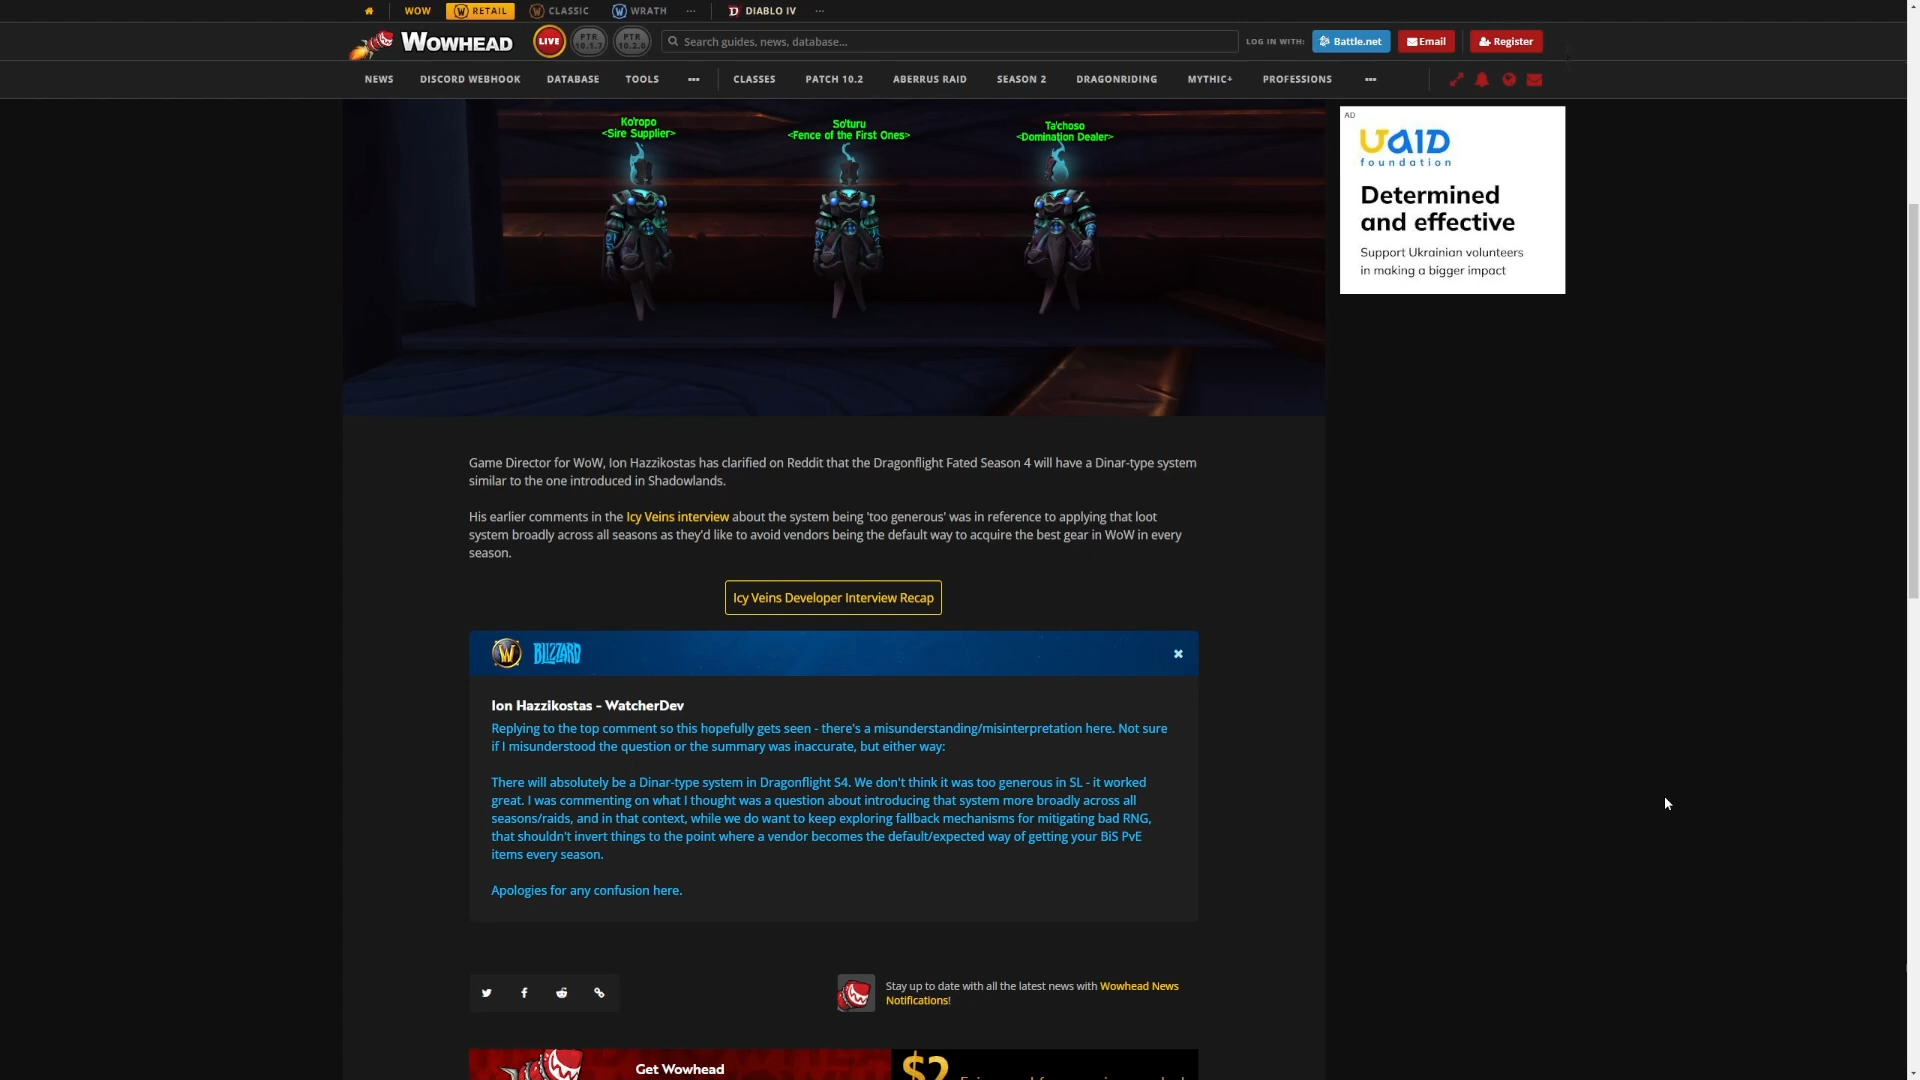 WOW
RETAIL
CLASSIC
WRATH
DIABLO IV
WOWHEAD
LIVE
PTR 10.1.7
PTR 10.2.0
Search guides, news, database...
LOG IN WITH:
Battle.net
Email
Register
NEWS
DISCORD WEBHOOK
DATABASE
TOOLS
CLASSES
PATCH 10.2
ABERRUS RAID
SEASON 2
DRAGONRIDING
MYTHIC+
PROFESSIONS
Ko'ropo
<Sire Supplier>
So'turu
<Fence of the First Ones>
Ta'choso
<Domination Dealer>
AD
UAID
foundation
Determined
and effective
Support Ukrainian volunteers
in making a bigger impact
Game Director for WoW, Ion Hazzikostas has clarified on Reddit that the Dragonflight Fated Season 4 will have a Dinar-type system
similar to the one introduced in Shadowlands.
His earlier comments in the Icy Veins interview about the system being 'too generous' was in reference to applying that loot
system broadly across all seasons as they'd like to avoid vendors being the default way to acquire the best gear in WoW in every
season.
Icy Veins Developer Interview Recap
BLIZZARD
Ion Hazzikostas - WatcherDev
Replying to the top comment so this hopefully gets seen - there's a misunderstanding/misinterpretation here. Not sure
if I misunderstood the question or the summary was inaccurate, but either way:
There will absolutely be a Dinar-type system in Dragonflight S4. We don't think it was too generous in SL - it worked
great. I was commenting on what I thought was a question about introducing that system more broadly across all
seasons/raids, and in that context, while we do want to keep exploring fallback mechanisms for mitigating bad RNG,
that shouldn't invert things to the point where a vendor becomes the default/expected way of getting your BiS PvE
items every season.
Apologies for any confusion here.
Stay up to date with all the latest news with Wowhead News
Notifications!
Get Wowhead
$2